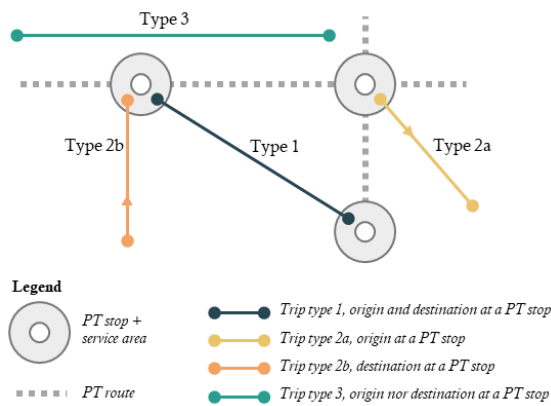 Type 3
Type 2b
Type 1
Type 2a
Legend
PT stop +
service area
PT route
Trip type 1, origin and destination at a PT stop
Trip type 2a, origin at a PT stop
Trip type 2b, destination at a PT stop
Trip type 3, origin nor destination at a PT stop